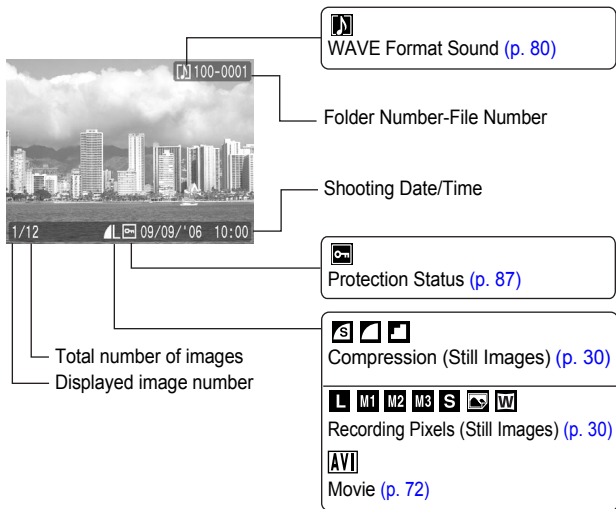 WAVE Format Sound (p. 80)
100-0001
Folder Number-File Number
Shooting Date/Time
1/12 L 09/09/'06 10:00
Protection Status (p. 87)
S
Compression (Still Images) (p. 30)
Total number of images
Displayed image number
L M1 M2 M3 S W
Recording Pixels (Still Images) (p. 30)
AVI
Movie (p. 72)